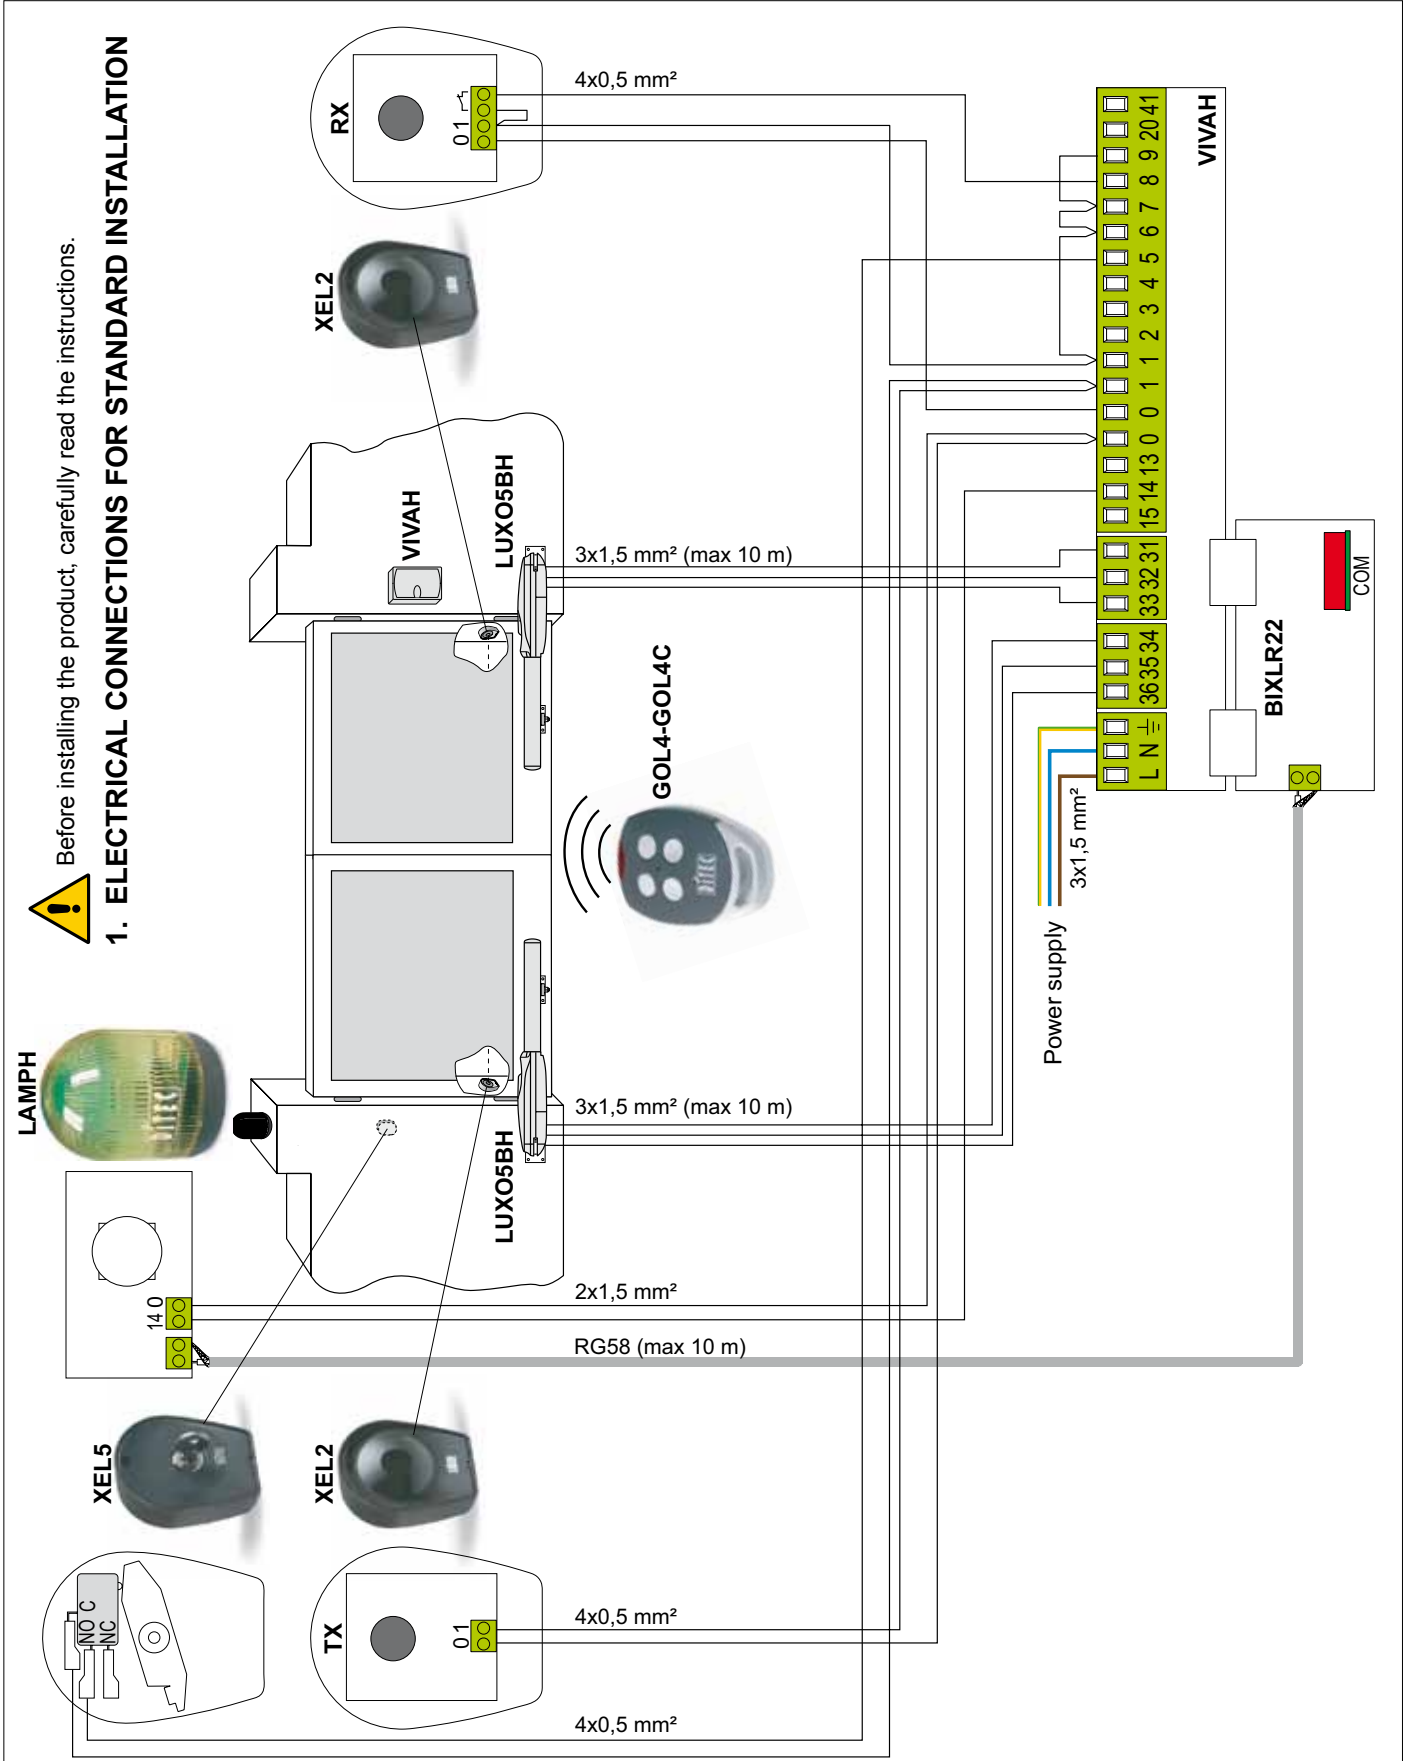 Before installing the product, carefully read the instructions.
1. ELECTRICAL CONNECTIONS FOR STANDARD INSTALLATION
LAMPH
14 0
XEL5
NO C
NC
XEL2
TX
0 1
RX
0 1
XEL2
VIVAH
LUXO5BH
LUXO5BH
GOL4-GOL4C
DITEC
4x0,5 mm²
4x0,5 mm²
RG58 (max 10 m)
2x1,5 mm²
3x1,5 mm² (max 10 m)
3x1,5 mm² (max 10 m)
4x0,5 mm²
Power supply
3x1,5 mm²
L N
36 35 34
33 32 31
15 14 13 0 0 1 1 2 3 4 5 6 7 8 9 20 41
VIVAH
BIXLR22
COM